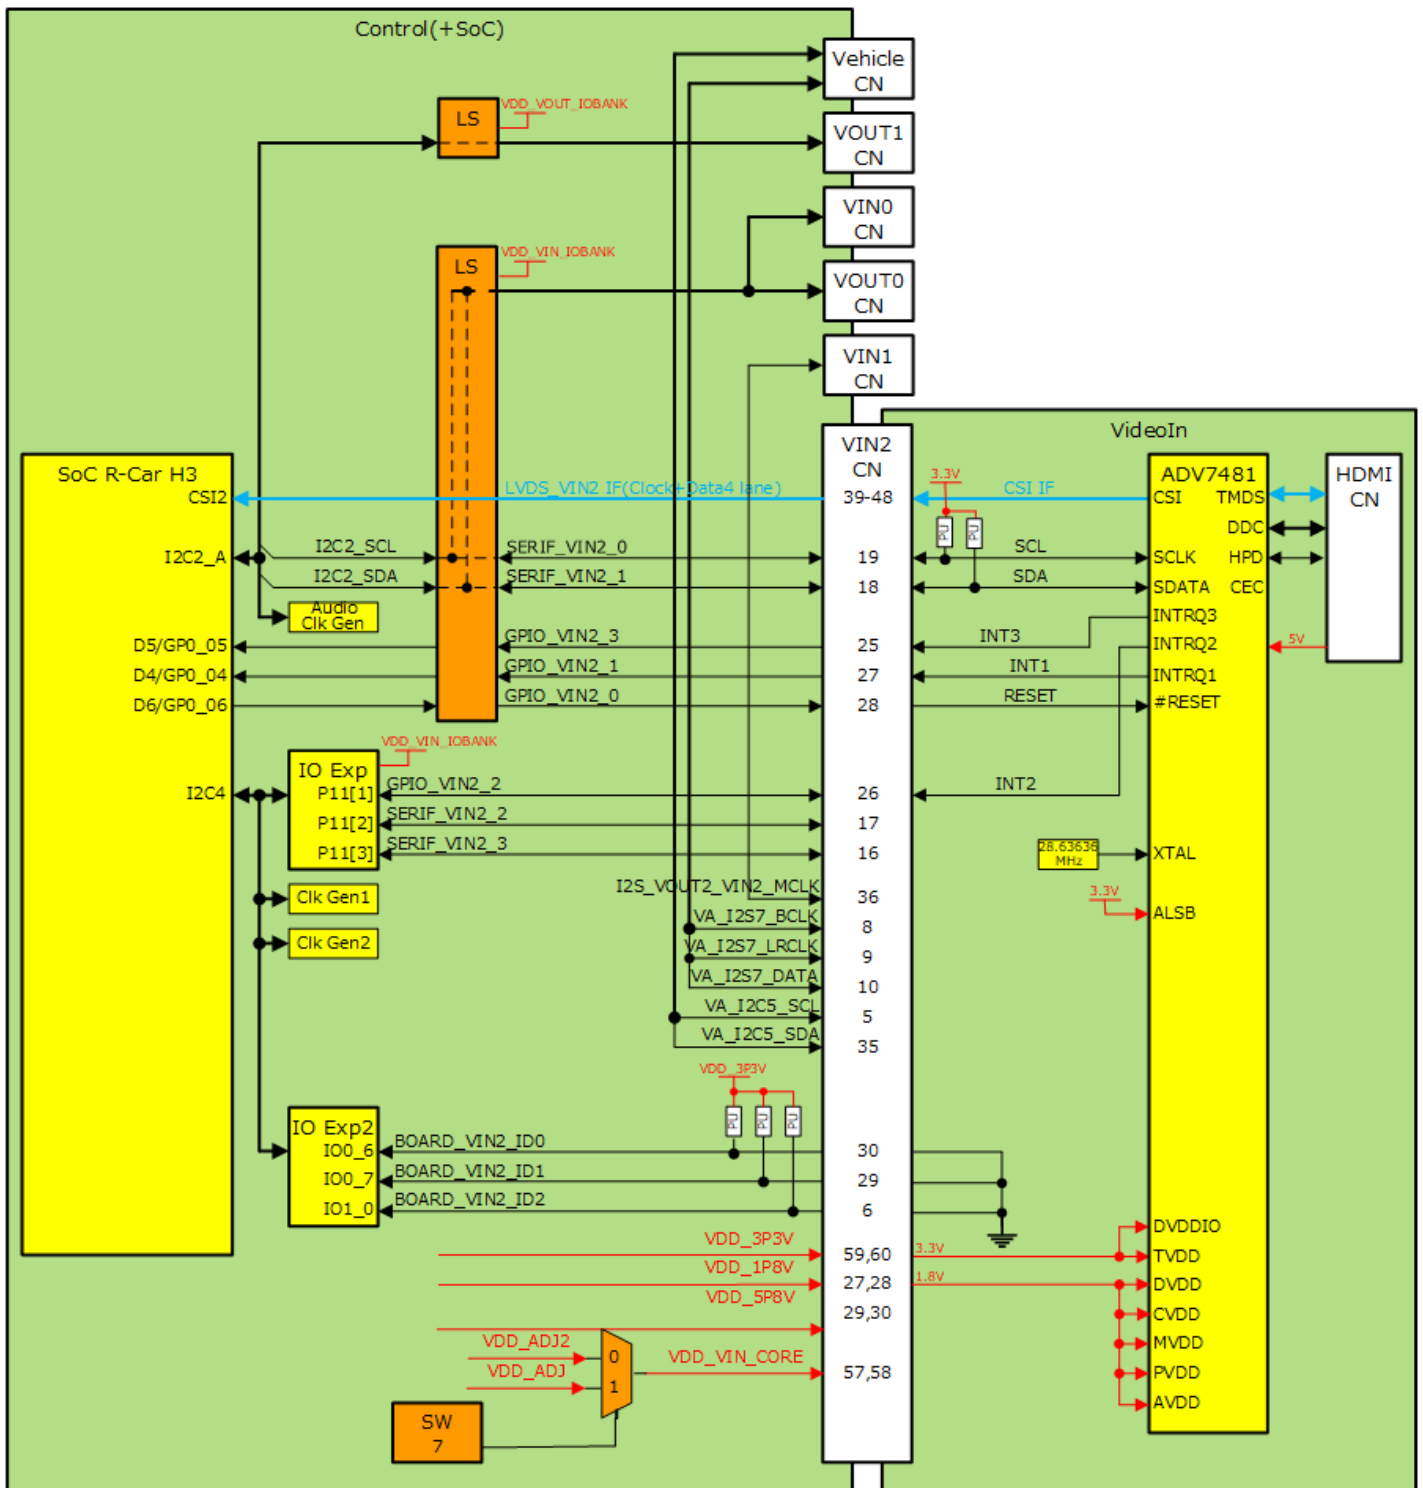 Control(+SoC)
Vehicle
CN
LS
VDD_VOUT_IOBANK
VOUT1
CN
VIN0
CN
LS
VDD_VIN_IOBANK
VOUT0
CN
VIN1
CN
VideoIn
VIN2
CN
SoC R-Car H3
ADV7481
HDMI
CN
CSI2
LVDS_VIN2 IF(Clock+Data4 lane)
39-48
3.3V
CSI IF
CSI
TMDS
DDC
PU
PU
I2C2_A
I2C2_SCL
SERIF_VIN2_0
19
SCL
SCLK
HPD
I2C2_SDA
SERIF_VIN2_1
18
SDA
SDATA
CEC
Audio
Clk Gen
INTRQ3
D5/GP0_05
GPIO_VIN2_3
25
INT3
INTRQ2
5V
D4/GP0_04
GPIO_VIN2_1
27
INT1
INTRQ1
D6/GP0_06
GPIO_VIN2_0
28
RESET
#RESET
VDD_VIN_IOBANK
IO Exp
I2C4
P11[1]
GPIO_VIN2_2
26
INT2
P11[2]
SERIF_VIN2_2
17
P11[3]
SERIF_VIN2_3
16
28.63636
MHz
XTAL
Clk Gen1
I2S_VOUT2_VIN2_MCLK
36
3.3V
ALSB
VA_I2S7_BCLK
8
Clk Gen2
VA_I2S7_LRCLK
9
VA_I2S7_DATA
10
VA_I2C5_SCL
5
VA_I2C5_SDA
35
VDD_3P3V
PU
PU
PU
IO Exp2
IO0_6
BOARD_VIN2_ID0
30
IO0_7
BOARD_VIN2_ID1
29
IO1_0
BOARD_VIN2_ID2
6
DVDDIO
VDD_3P3V
59,60
3.3V
TVDD
VDD_1P8V
27,28
1.8V
DVDD
VDD_5P8V
29,30
CVDD
VDD_ADJ2
0
MVDD
VDD_ADJ
1
VDD_VIN_CORE
57,58
PVDD
AVDD
SW
7